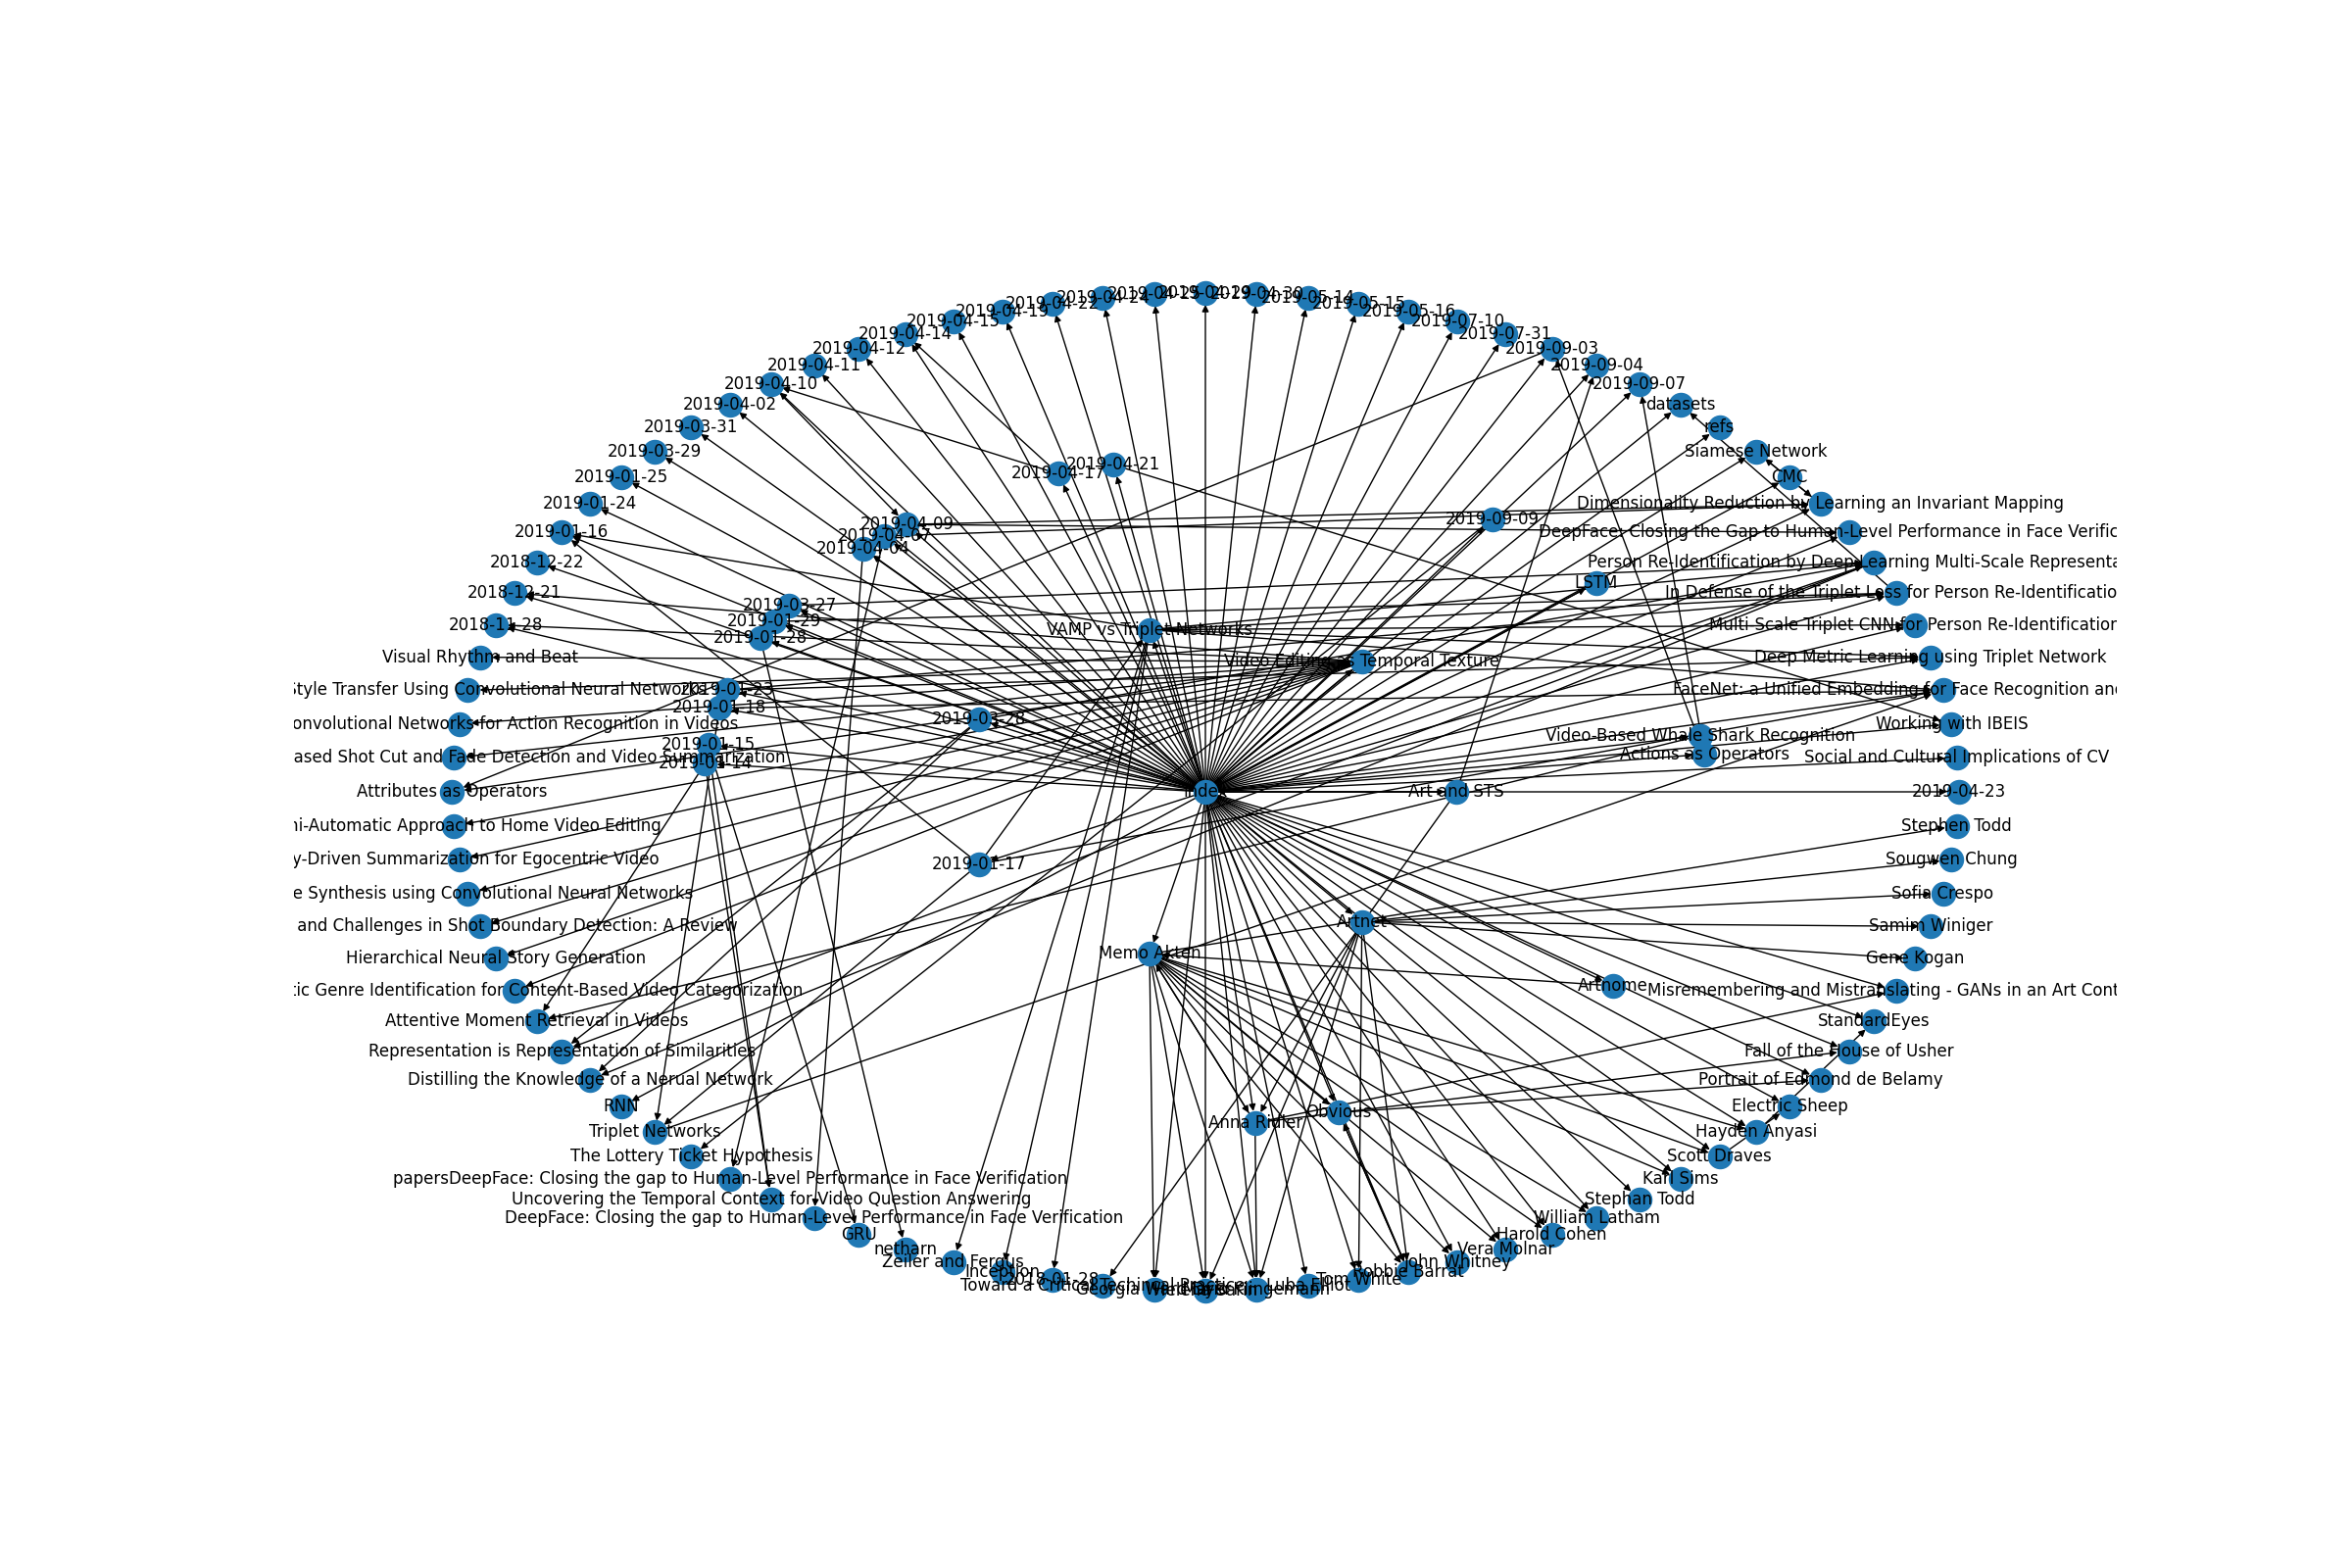 2019-04-22
2019-04-24
2019-04-25
2019-04-29
2019-04-30
2019-05-14
2019-05-15
2019-05-16
2019-04-19
2019-04-15
2019-07-10
2019-04-14
2019-07-31
2019-04-12
2019-09-03
2019-04-11
2019-09-04
2019-04-10
2019-09-07
2019-04-02
datasets
2019-03-31
refs
2019-03-29
Siamese Network
2019-04-21
2019-04-17
2019-01-25
CMC
2019-01-24
Dimensionality Reduction by Learning an Invariant Mapping
2019-04-09
2019-09-09
2019-01-16
2019-04-07
DeepFace: Closing the Gap to Human-Level Performance in Face Verific
2019-04-04
2018-12-22
Person Re-Identification by Deep Learning Multi-Scale Representa
LSTM
2018-12-21
In Defense of the Triplet Loss for Person Re-Identificatio
2019-03-27
2019-01-29
2018-11-28
Multi-Scale Triplet CNN for Person Re-Identification
VAMP vs Triplet Networks
2019-01-28
Visual Rhythm and Beat
Video Editing as Temporal Texture
Deep Metric Learning using Triplet Network
Style Transfer Using Convolutional Neural Networks
2019-01-23
FaceNet: a Unified Embedding for Face Recognition and
2019-01-18
2019-03-28
onvolutional Networks for Action Recognition in Videos
Working with IBEIS
Video-Based Whale Shark Recognition
2019-01-15
ased Shot Cut and Fade Detection and Video Summarization
Actions as Operators
Social and Cultural Implications of CV
2019-01-14
Attributes as Operators
Index
Art and STS
2019-04-23
ni-Automatic Approach to Home Video Editing
Stephen Todd
y-Driven Summarization for Egocentric Video
2019-01-17
Sougwen Chung
e Synthesis using Convolutional Neural Networks
Sofia Crespo
and Challenges in Shot Boundary Detection: A Review
Artnet
Samim Winiger
Memo Akten
Hierarchical Neural Story Generation
Gene Kogan
Artnome
tic Genre Identification for Content-Based Video Categorization
Misremembering and Mistranslating - GANs in an Art Cont
Attentive Moment Retrieval in Videos
StandardEyes
Representation is Representation of Similarities
Fall of the House of Usher
Distilling the Knowledge of a Nerual Network
Portrait of Edmond de Belamy
RNN
Electric Sheep
Obvious
Anna Ridler
Triplet Networks
Hayden Anyasi
The Lottery Ticket Hypothesis
Scott Draves
papersDeepFace: Closing the gap to Human-Level Performance in Face Verification
Karl Sims
Uncovering the Temporal Context for Video Question Answering
Stephan Todd
DeepFace: Closing the gap to Human-Level Performance in Face Verification
William Latham
GRU
Harold Cohen
netharn
Vera Molnar
Zeiler and Fergus
John Whitney
Inception
Robbie Barrat
2018-01-28
Tom White
Toward a Critical Technical Practice
Luba Elliot
Georgia Ward Dyer